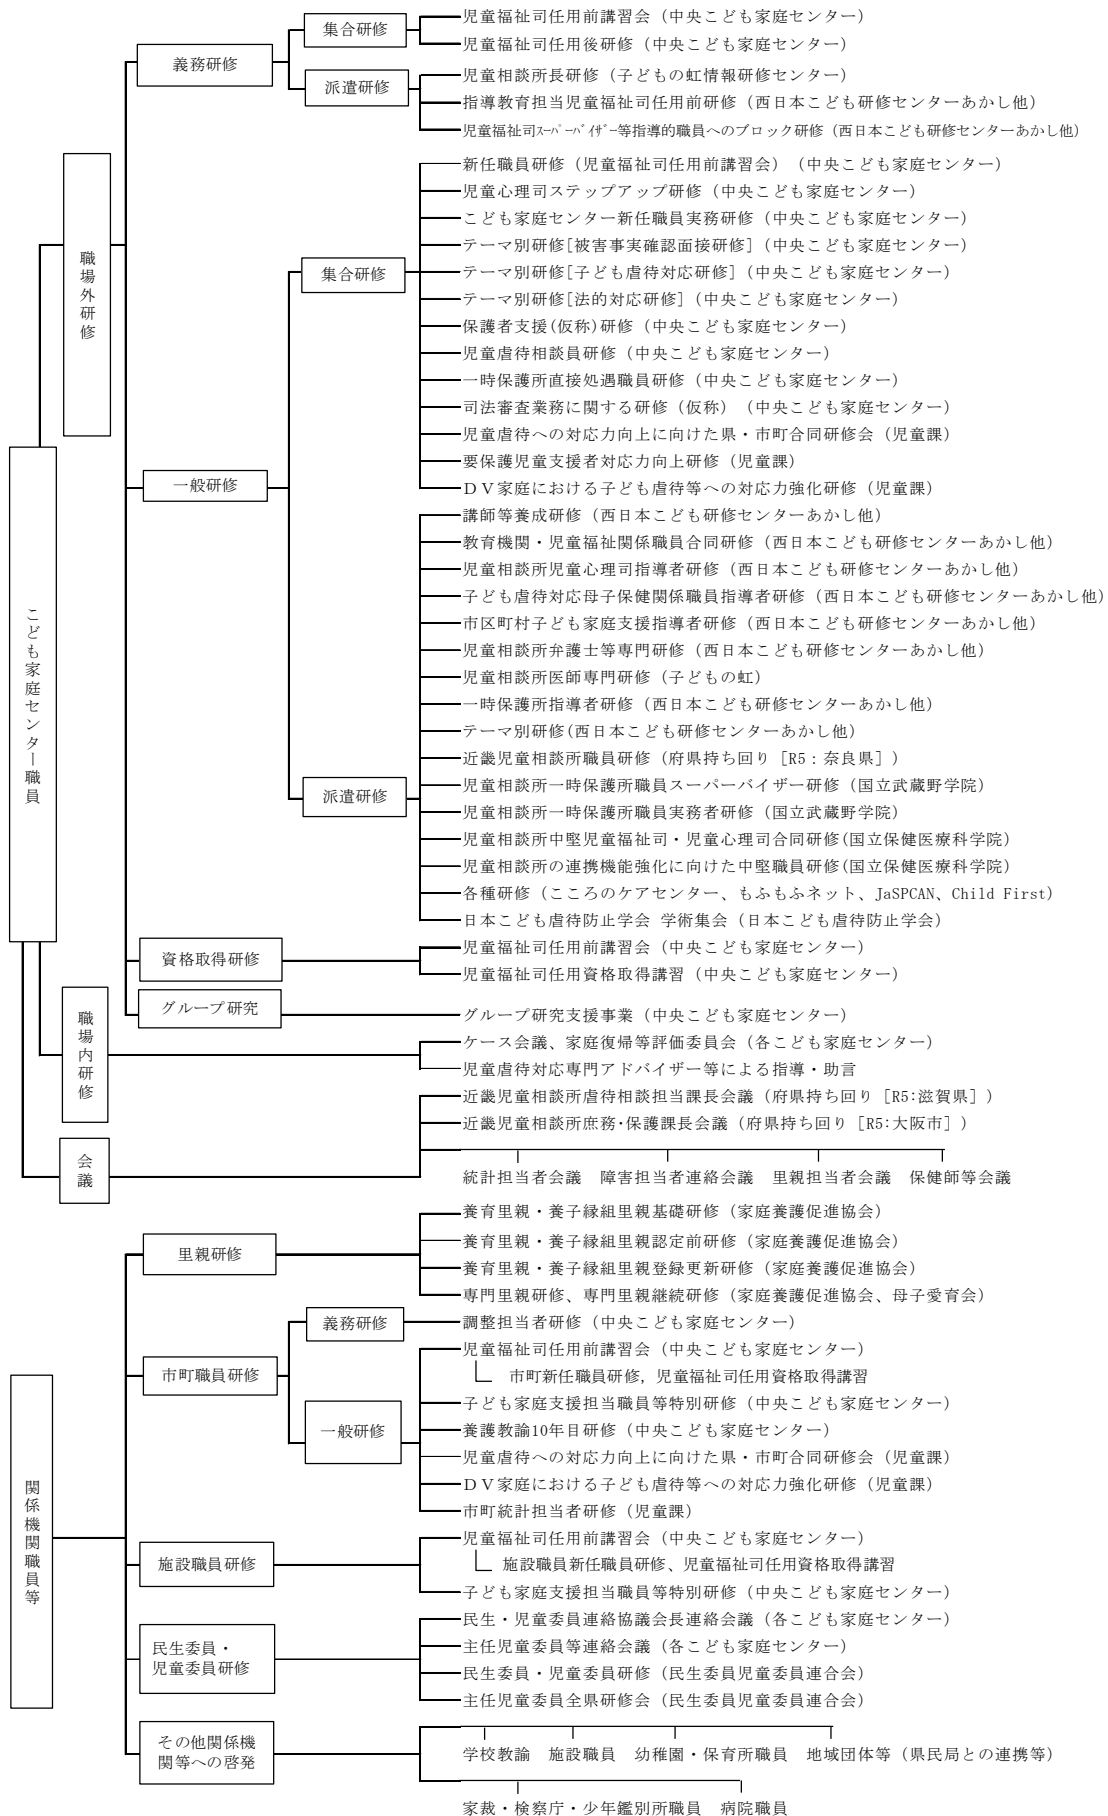 こども家庭センター職員
職場外研修
義務研修
集合研修
児童福祉司任用前講習会（中央こども家庭センター）
児童福祉司任用後研修（中央こども家庭センター）
派遣研修
児童相談所長研修（子どもの虹情報研修センター）
指導教育担当児童福祉司任用前研修（西日本こども研修センターあかし他）
児童福祉司ｽｰﾊﾟｰﾊﾞｲｻﾞｰ等指導的職員へのブロック研修（西日本こども研修センターあかし他）
一般研修
集合研修
新任職員研修（児童福祉司任用前講習会）（中央こども家庭センター）
児童心理司ステップアップ研修（中央こども家庭センター）
こども家庭センター新任職員実務研修（中央こども家庭センター）
テーマ別研修[被害事実確認面接研修]（中央こども家庭センター）
テーマ別研修[子ども虐待対応研修]（中央こども家庭センター）
テーマ別研修[法的対応研修]（中央こども家庭センター）
保護者支援(仮称)研修（中央こども家庭センター）
児童虐待相談員研修（中央こども家庭センター）
一時保護所直接処遇職員研修（中央こども家庭センター）
司法審査業務に関する研修（仮称）（中央こども家庭センター）
児童虐待への対応力向上に向けた県・市町合同研修会（児童課）
要保護児童支援者対応力向上研修（児童課）
ＤＶ家庭における子ども虐待等への対応力強化研修（児童課）
派遣研修
講師等養成研修（西日本こども研修センターあかし他）
教育機関・児童福祉関係職員合同研修（西日本こども研修センターあかし他）
児童相談所児童心理司指導者研修（西日本こども研修センターあかし他）
子ども虐待対応母子保健関係職員指導者研修（西日本こども研修センターあかし他）
市区町村子ども家庭支援指導者研修（西日本こども研修センターあかし他）
児童相談所弁護士等専門研修（西日本こども研修センターあかし他）
児童相談所医師専門研修（子どもの虹）
一時保護所指導者研修（西日本こども研修センターあかし他）
テーマ別研修(西日本こども研修センターあかし他）
近畿児童相談所職員研修（府県持ち回り［R5：奈良県］）
児童相談所一時保護所職員スーパーバイザー研修（国立武蔵野学院）
児童相談所一時保護所職員実務者研修（国立武蔵野学院）
児童相談所中堅児童福祉司・児童心理司合同研修(国立保健医療科学院）
児童相談所の連携機能強化に向けた中堅職員研修(国立保健医療科学院）
各種研修（こころのケアセンター、もふもふネット、JaSPCAN、Child First）
日本こども虐待防止学会 学術集会（日本こども虐待防止学会）
資格取得研修
児童福祉司任用前講習会（中央こども家庭センター）
児童福祉司任用資格取得講習（中央こども家庭センター）
グループ研究
グループ研究支援事業（中央こども家庭センター）
職場内研修
ケース会議、家庭復帰等評価委員会（各こども家庭センター）
児童虐待対応専門アドバイザー等による指導・助言
会議
近畿児童相談所虐待相談担当課長会議（府県持ち回り［R5:滋賀県］）
近畿児童相談所庶務･保護課長会議（府県持ち回り［R5:大阪市］）
統計担当者会議　障害担当者連絡会議　里親担当者会議　保健師等会議
関係機関職員等
里親研修
養育里親・養子縁組里親基礎研修（家庭養護促進協会）
養育里親・養子縁組里親認定前研修（家庭養護促進協会）
養育里親・養子縁組里親登録更新研修（家庭養護促進協会）
専門里親研修、専門里親継続研修（家庭養護促進協会、母子愛育会）
市町職員研修
義務研修
調整担当者研修（中央こども家庭センター）
一般研修
児童福祉司任用前講習会（中央こども家庭センター）
市町新任職員研修，児童福祉司任用資格取得講習
子ども家庭支援担当職員等特別研修（中央こども家庭センター）
養護教諭10年目研修（中央こども家庭センター）
児童虐待への対応力向上に向けた県・市町合同研修会（児童課）
ＤＶ家庭における子ども虐待等への対応力強化研修（児童課）
市町統計担当者研修（児童課）
施設職員研修
児童福祉司任用前講習会（中央こども家庭センター）
施設職員新任職員研修、児童福祉司任用資格取得講習
子ども家庭支援担当職員等特別研修（中央こども家庭センター）
民生委員・
児童委員研修
民生・児童委員連絡協議会長連絡会議（各こども家庭センター）
主任児童委員等連絡会議（各こども家庭センター）
民生委員・児童委員研修（民生委員児童委員連合会）
主任児童委員全県研修会（民生委員児童委員連合会）
その他関係機
関等への啓発
学校教諭　施設職員　幼稚園・保育所職員　地域団体等（県民局との連携等）
家裁・検察庁・少年鑑別所職員　病院職員